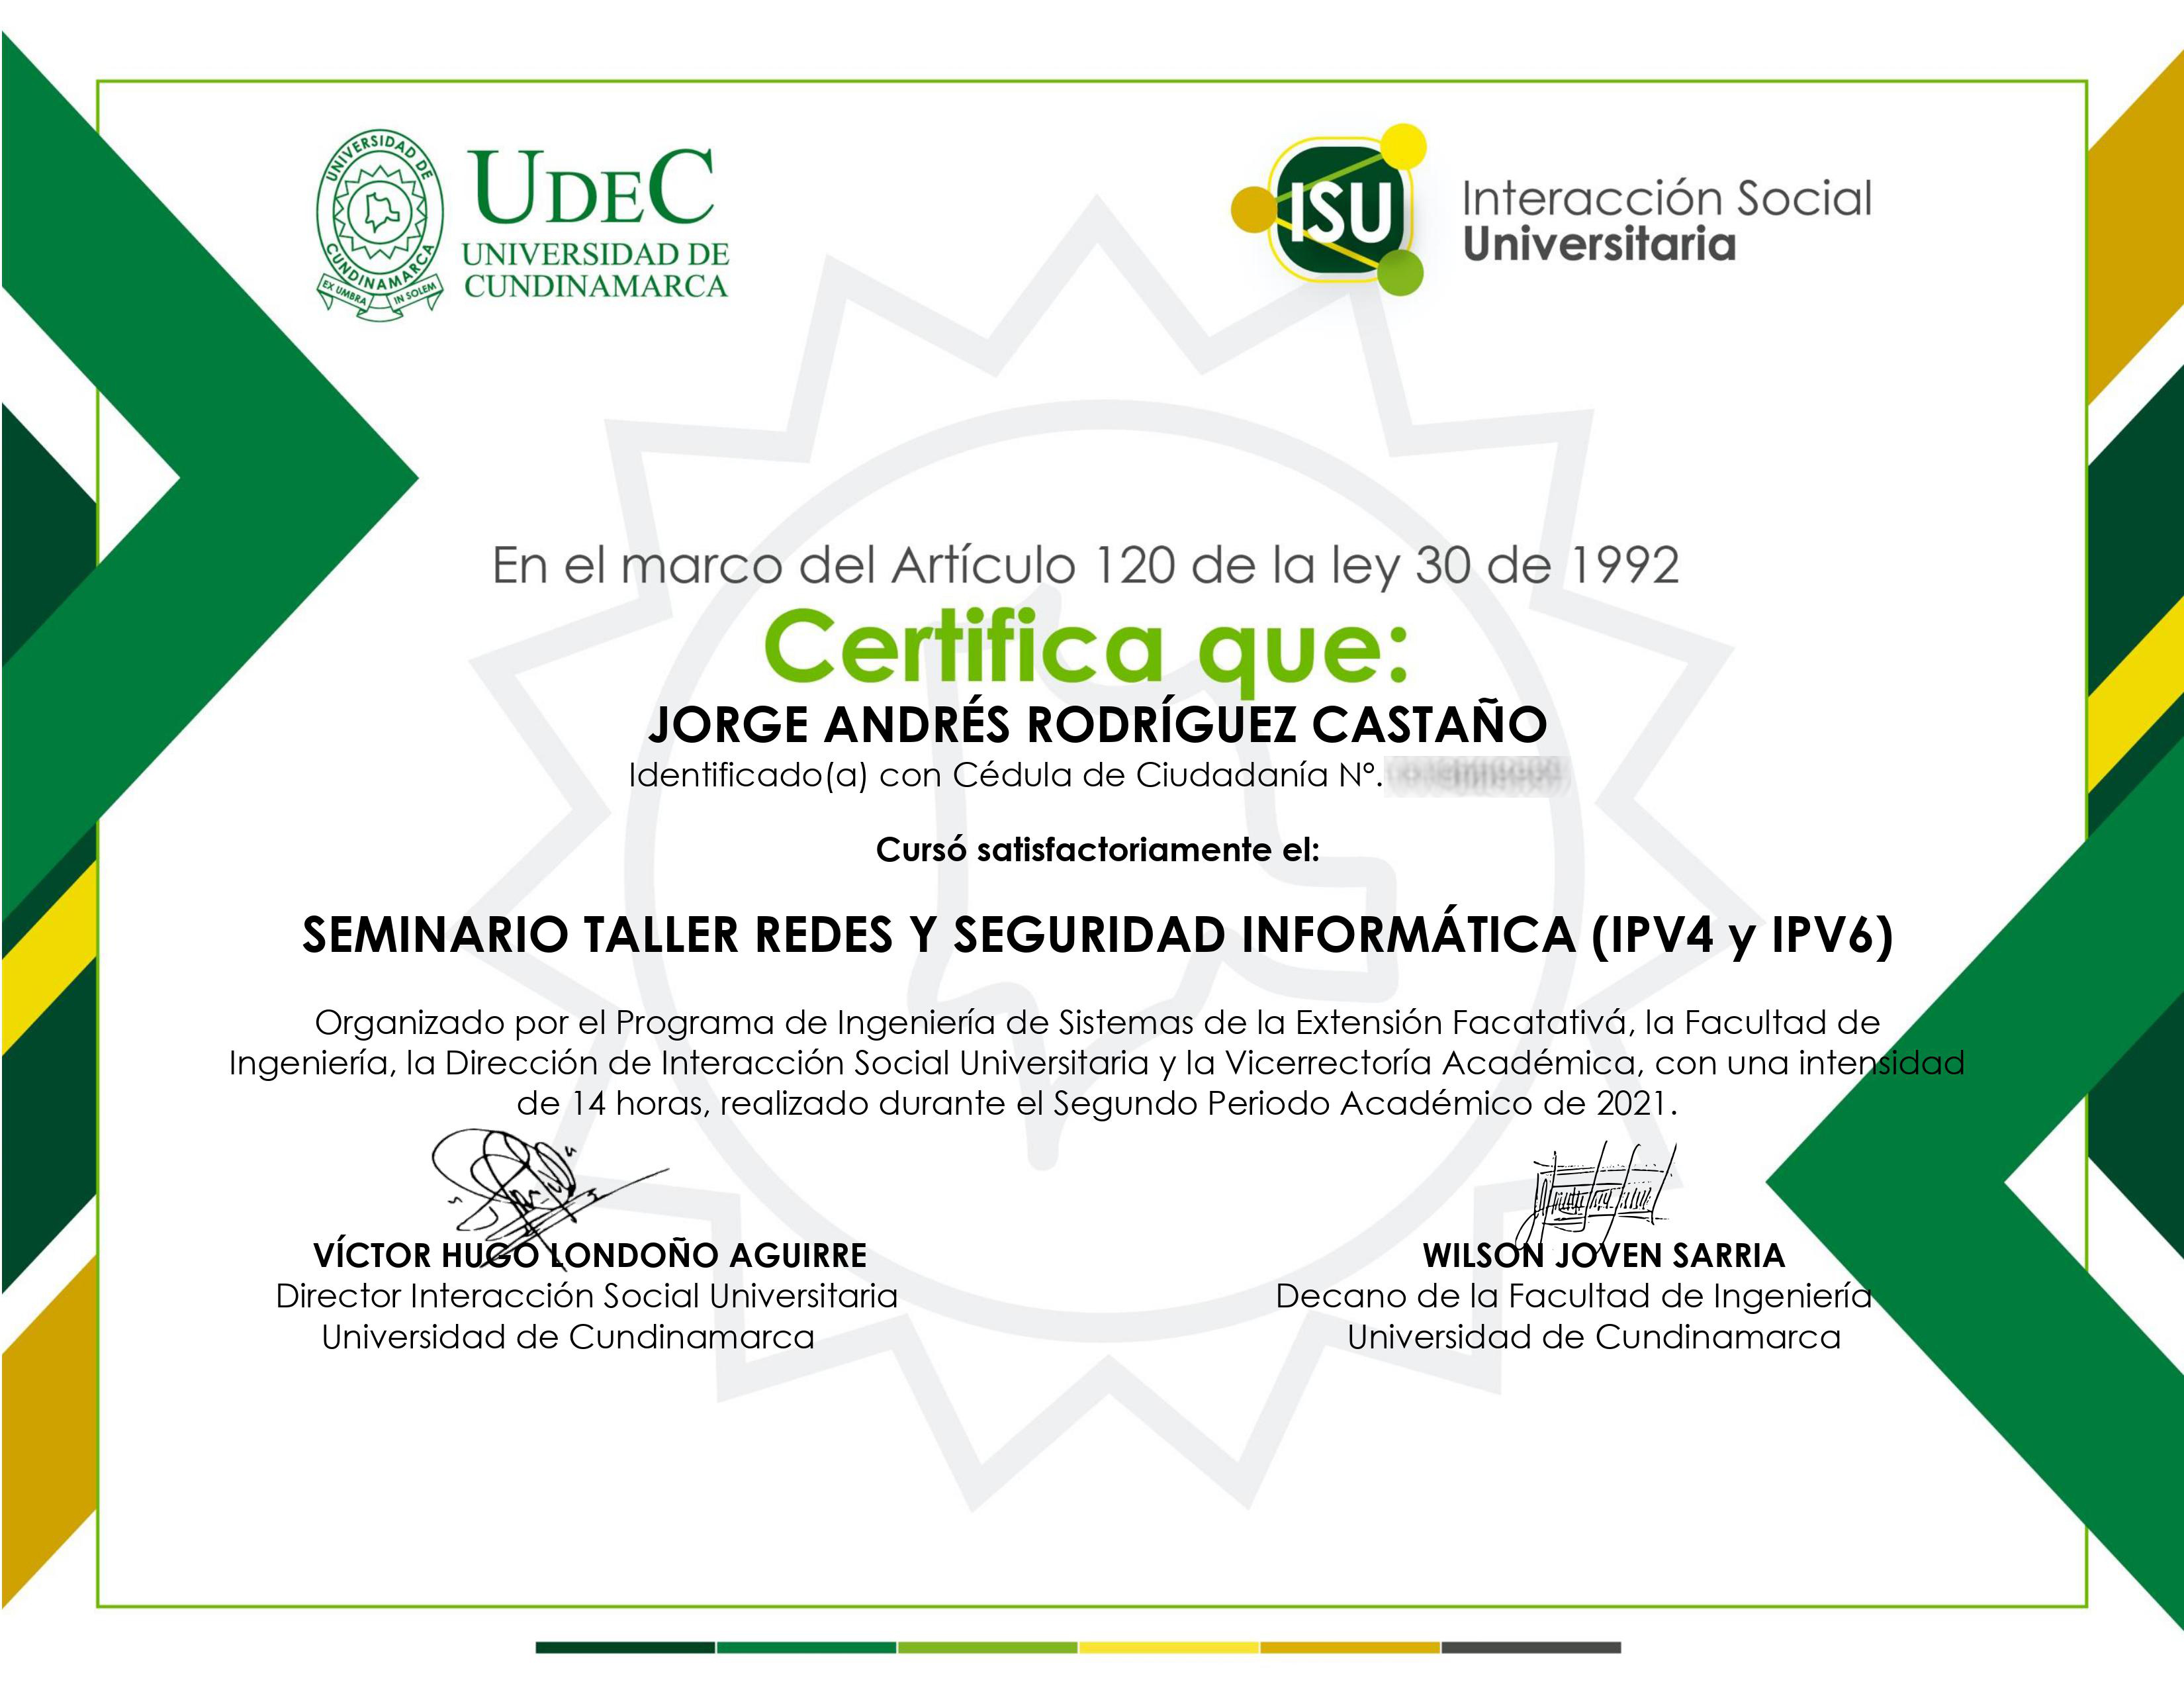 UNIVERSIDAD DE
CUNDINAMARCA
EX UMBRA IN SOLEM
UDEC
UNIVERSIDAD DE
CUNDINAMARCA
ISU
Interacción Social
Universitaria
En el marco del Artículo 120 de la ley 30 de 1992
Certifica que:
JORGE ANDRÉS RODRÍGUEZ CASTAÑO
Identificado(a) con Cédula de Ciudadanía Nº.
Cursó satisfactoriamente el:
SEMINARIO TALLER REDES Y SEGURIDAD INFORMÁTICA (IPV4 y IPV6)
Organizado por el Programa de Ingeniería de Sistemas de la Extensión Facatativá, la Facultad de
Ingeniería, la Dirección de Interacción Social Universitaria y la Vicerrectoría Académica, con una intensidad
de 14 horas, realizado durante el Segundo Periodo Académico de 2021.
VÍCTOR HUGO LONDOÑO AGUIRRE
Director Interacción Social Universitaria
Universidad de Cundinamarca
WILSON JOVEN SARRIA
Decano de la Facultad de Ingeniería
Universidad de Cundinamarca